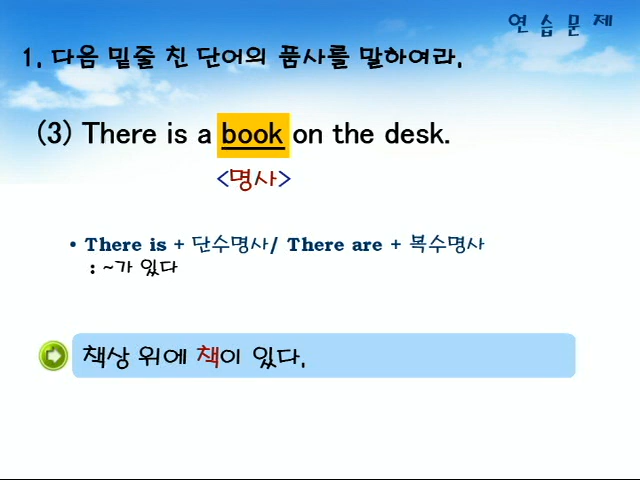 연습문제
1. 다음 밑줄 친 단어의 품사를 말하여라.
(3) There is a book on the desk.
<명사>
• There is + 단수명사/ There are + 복수명사
: ~가 있다
책상 위에 책이 있다.